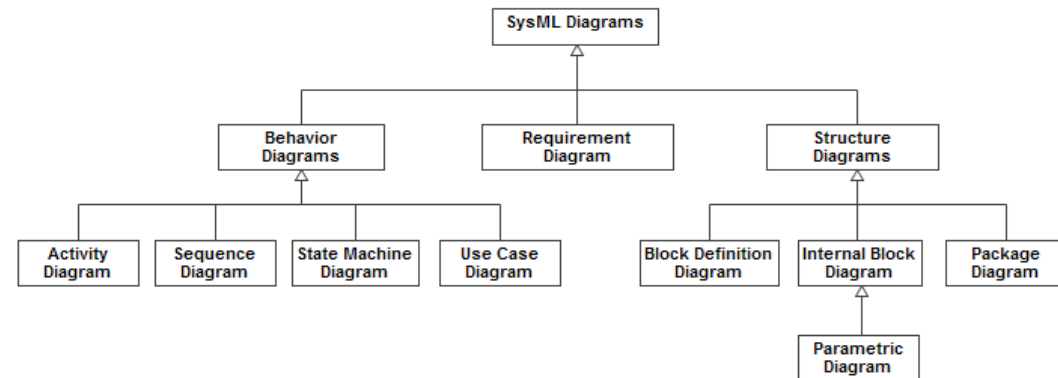 SysML Diagrams
Behavior
Diagrams
Requirement
Diagram
Structure
Diagrams
Activity
Diagram
Sequence
Diagram
State Machine
Diagram
Use Case
Diagram
Block Definition
Diagram
Internal Block
Diagram
Package
Diagram
Parametric
Diagram